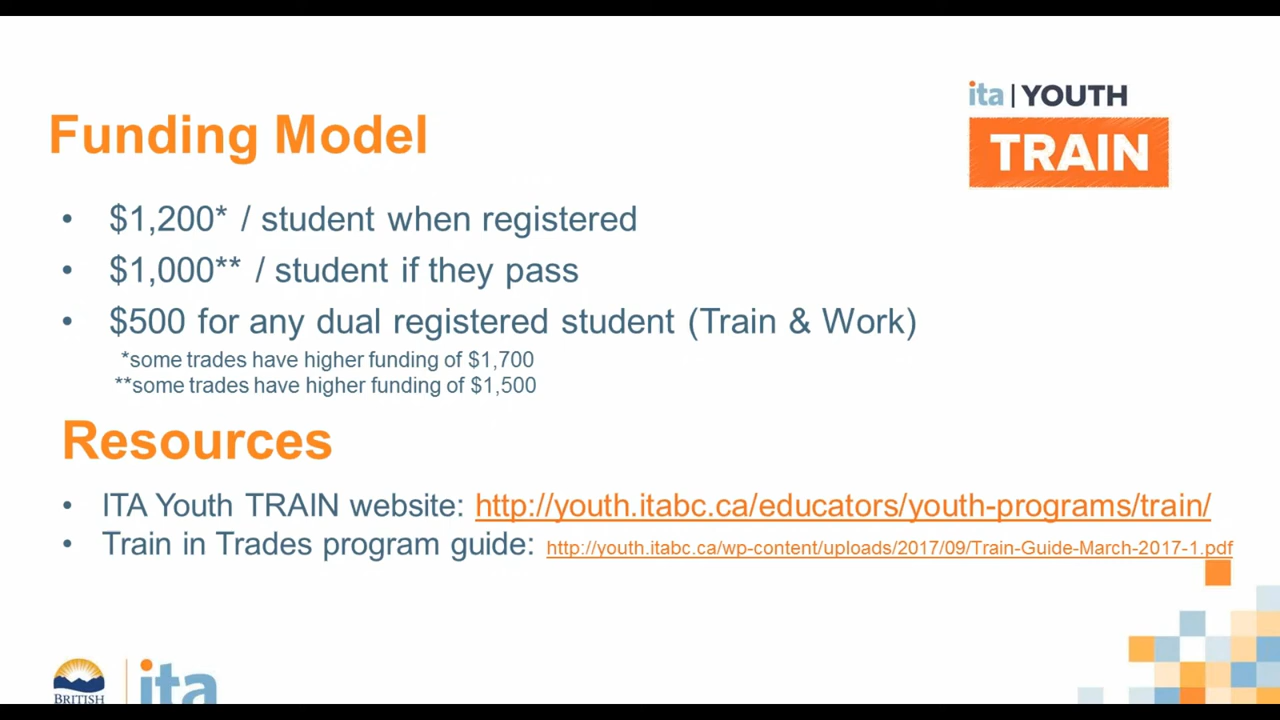 ita | YOUTH
TRAIN
Funding Model
• $1,200* / student when registered
• $1,000** / student if they pass
• $500 for any dual registered student (Train & Work)
*some trades have higher funding of $1,700
**some trades have higher funding of $1,500
Resources
• ITA Youth TRAIN website: http://youth.itabc.ca/educators/youth-programs/train/
• Train in Trades program guide: http://youth.itabc.ca/wp-content/uploads/2017/09/Train-Guide-March-2017-1.pdf
BRITISH
ita